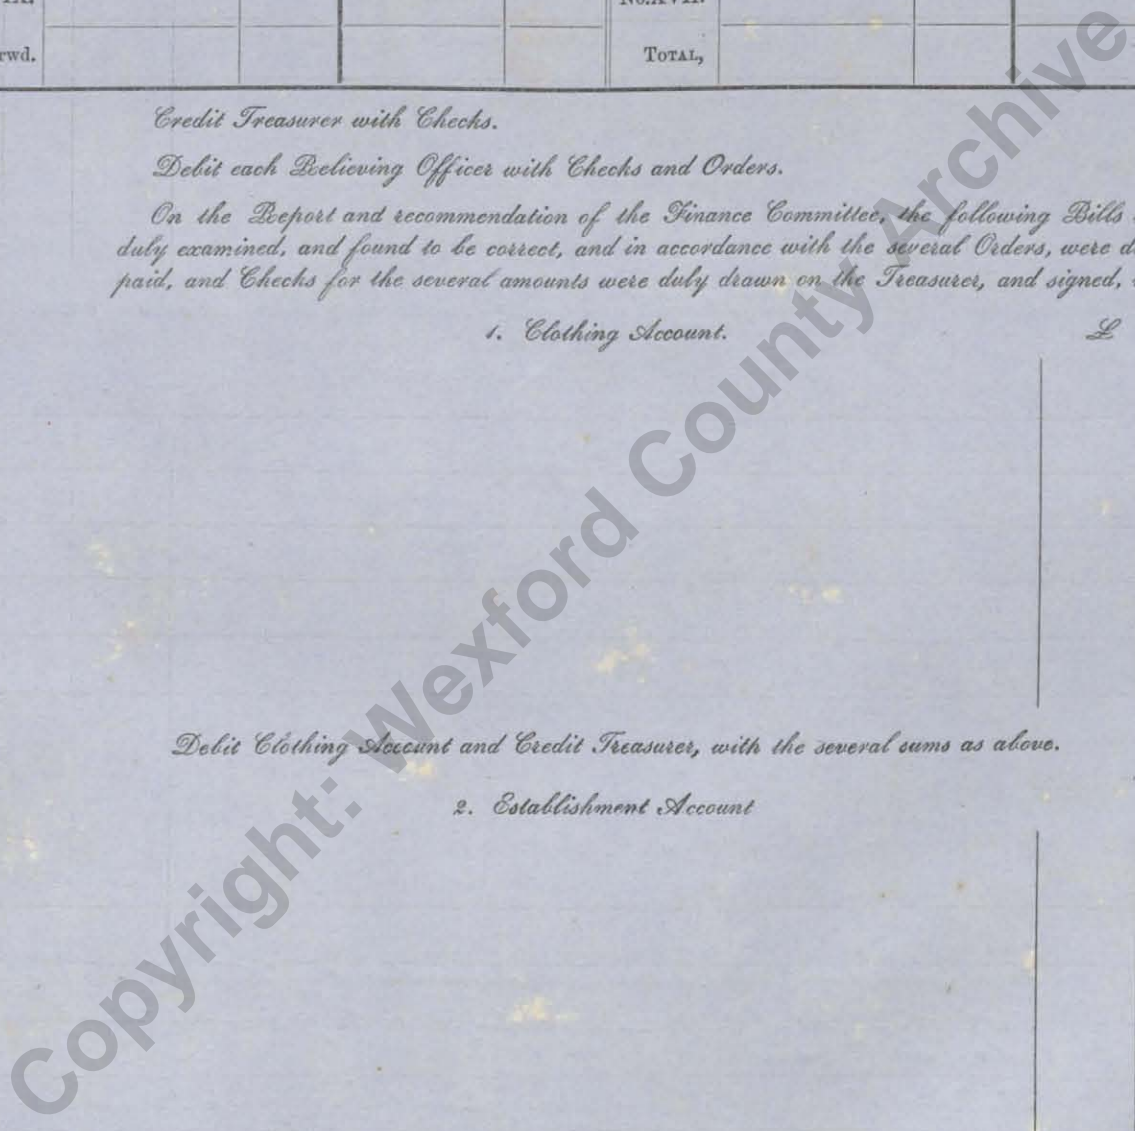 No. XVII.
rwd.
TOTAL,
Credit Treasurer with Checks.
Debit each Relieving Officer with Checks and Orders.
On the Report and recommendation of the Finance Committee, the following Bills
duly examined, and found to be correct, and in accordance with the several Orders, were d
paid, and Checks for the several amounts were duly drawn on the Treasurer, and signed,
1. Clothing Account.
£
Debit Clothing Account and Credit Treasurer, with the several sums as above.
2. Establishment Account
Copyright: Wexford County Archive